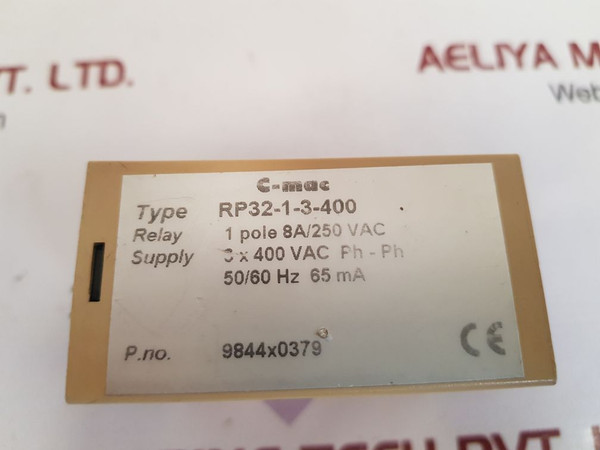 VT. LTD.
AELIYA M
Web
C-mac
Type RP32-1-3-400
Relay 1 pole 8A/250 VAC
Supply 3 x 400 VAC Ph - Ph
50/60 Hz 65 mA
P.no. 9844x0379
CE